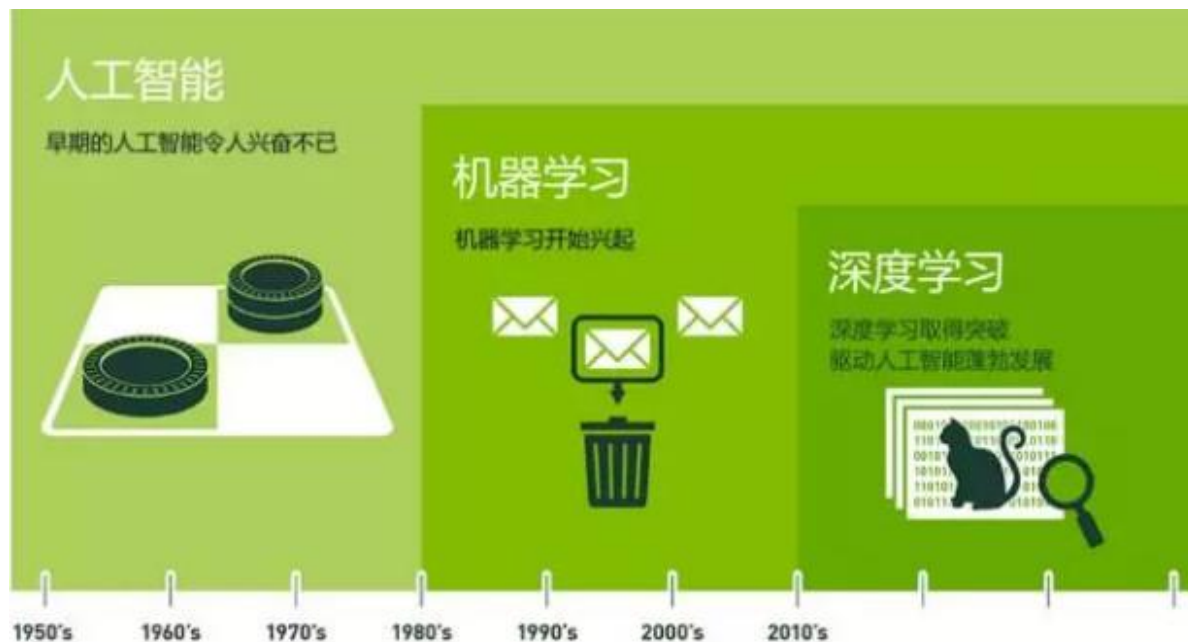 人工智能
早期的人工智能令人兴奋不已
机器学习
机器学习开始兴起
深度学习
深度学习取得突破
驱动人工智能蓬勃发展
1950's 1960's 1970's 1980's 1990's 2000's 2010's